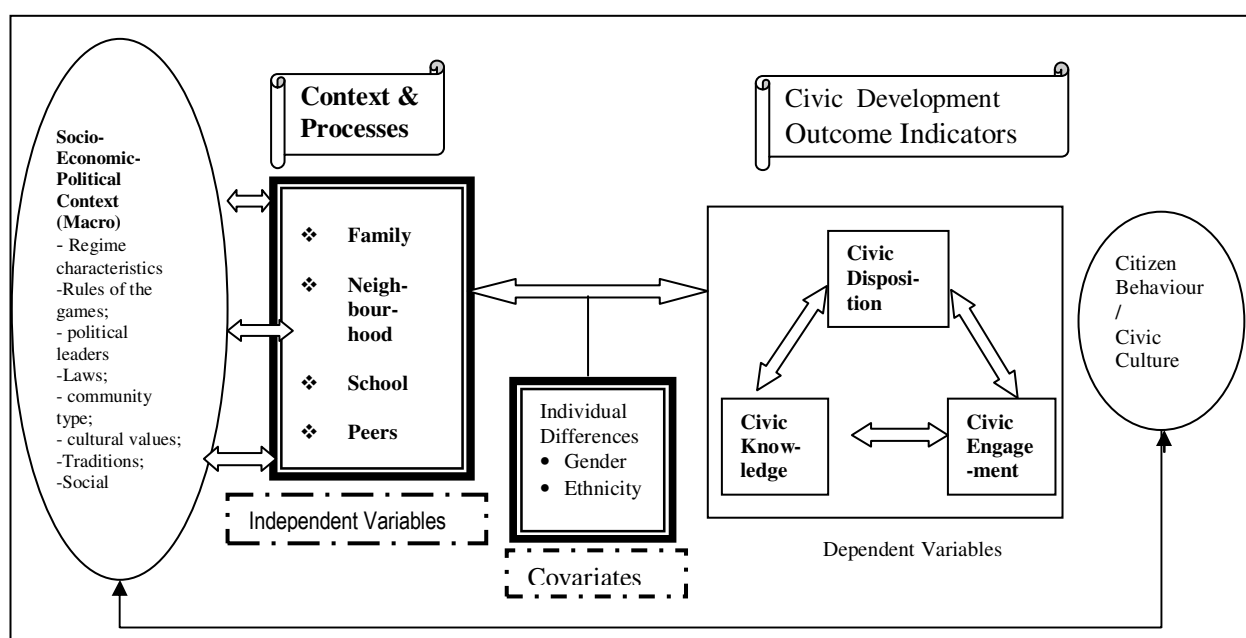 Socio-
Economic-
Political
Context
(Macro)
- Regime
characteristics
-Rules of the
games;
- political
leaders
-Laws;
- community
type;
- cultural values;
-Traditions;
-Social
Context &
Processes
❖ Family
❖ Neigh-
bour-
hood
❖ School
❖ Peers
Independent Variables
Individual
Differences
• Gender
• Ethnicity
Covariates
Civic Development
Outcome Indicators
Civic
Disposi-
tion
Civic
Know-
ledge
Civic
Engage
-ment
Dependent Variables
Citizen
Behaviour
/
Civic
Culture